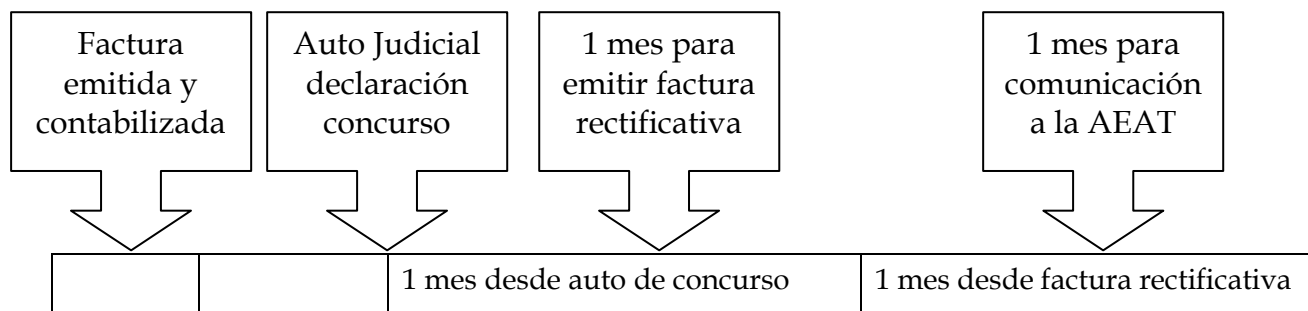 Factura
emitida y
contabilizada
Auto Judicial
declaración
concurso
1 mes para
emitir factura
rectificativa
1 mes para
comunicación
a la AEAT
1 mes desde auto de concurso
1 mes desde factura rectificativa